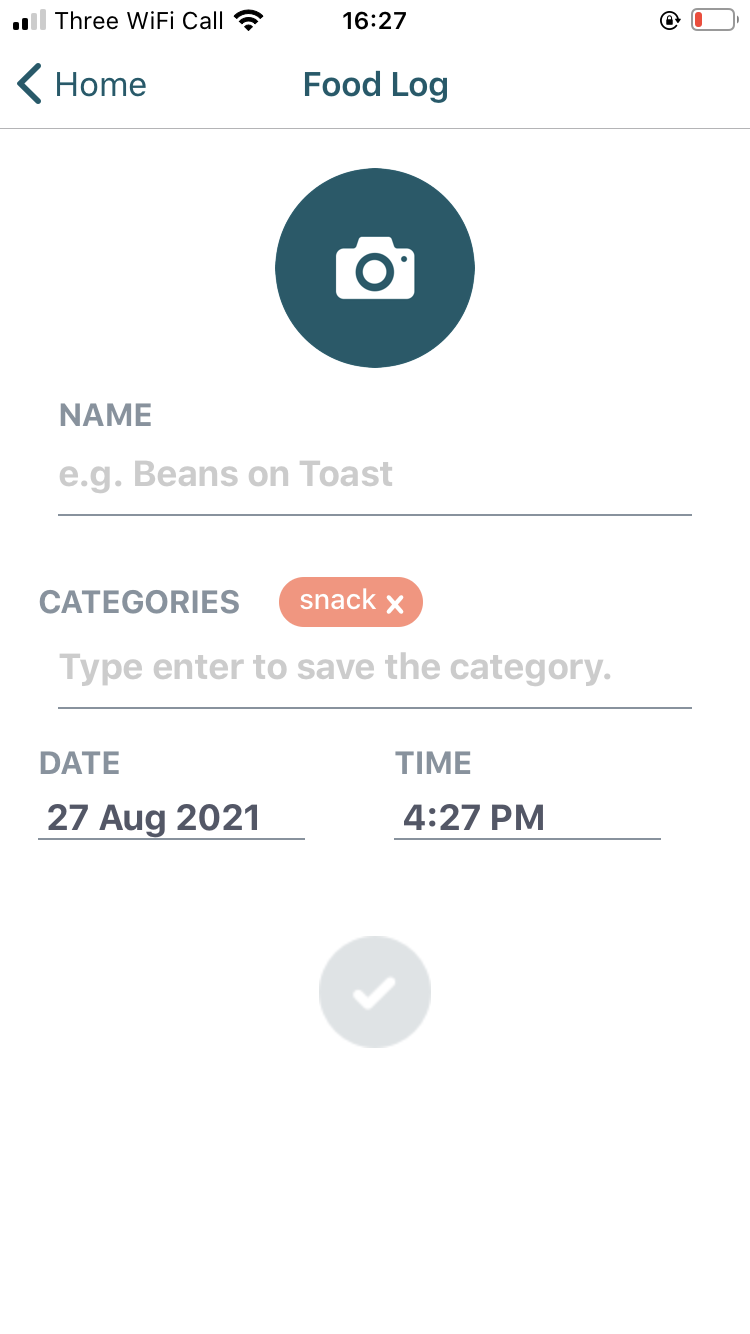 Three WiFi Call 16:27
Home Food Log
NAME
e.g. Beans on Toast
CATEGORIES snack
Type enter to save the category.
DATE TIME
27 Aug 2021 4:27 PM